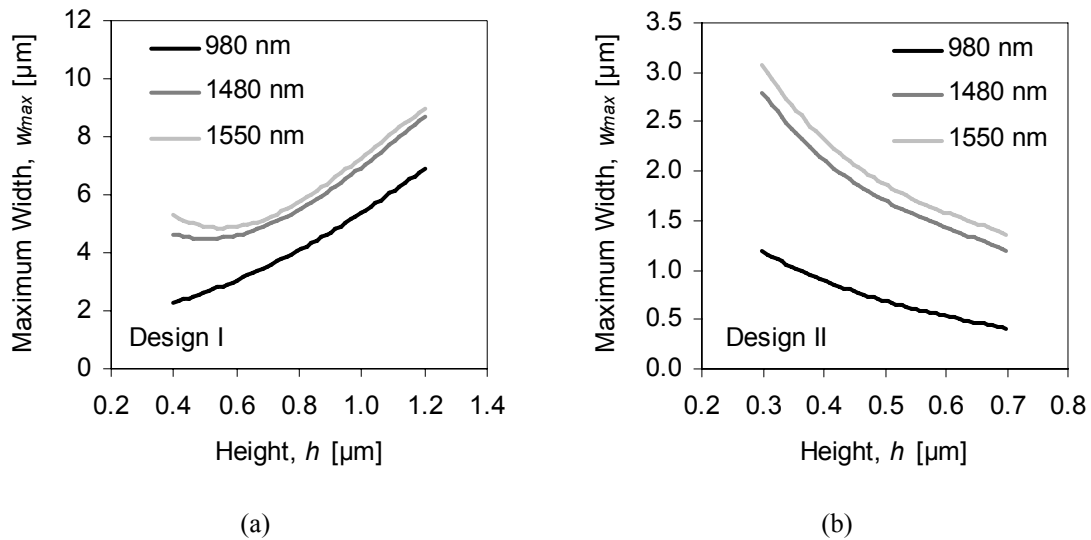 Maximum Width, wmax [µm]
12
10
8
6
4
2
0
980 nm
1480 nm
1550 nm
Design I
0.2 0.4 0.6 0.8 1.0 1.2 1.4
Height, h [µm]
(a)
Maximum Width, wmax [µm]
3.5
3.0
2.5
2.0
1.5
1.0
0.5
0.0
980 nm
1480 nm
1550 nm
Design II
0.2 0.3 0.4 0.5 0.6 0.7 0.8
Height, h [µm]
(b)